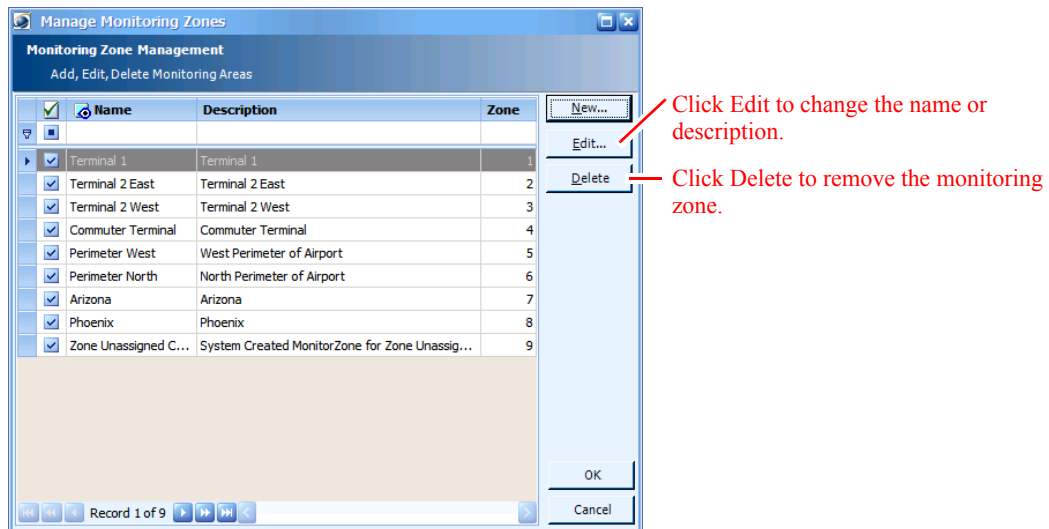 Manage Monitoring Zones
Monitoring Zone Management
Add, Edit, Delete Monitoring Areas
Name Description Zone
Terminal 1 Terminal 1 1
Terminal 2 East Terminal 2 East 2
Terminal 2 West Terminal 2 West 3
Commuter Terminal Commuter Terminal 4
Perimeter West West Perimeter of Airport 5
Perimeter North North Perimeter of Airport 6
Arizona Arizona 7
Phoenix Phoenix 8
Zone Unassigned C... System Created MonitorZone for Zone Unassig... 9
Record 1 of 9
New...
Edit...
Delete
OK
Cancel
Click Edit to change the name or
description.
Click Delete to remove the monitoring
zone.